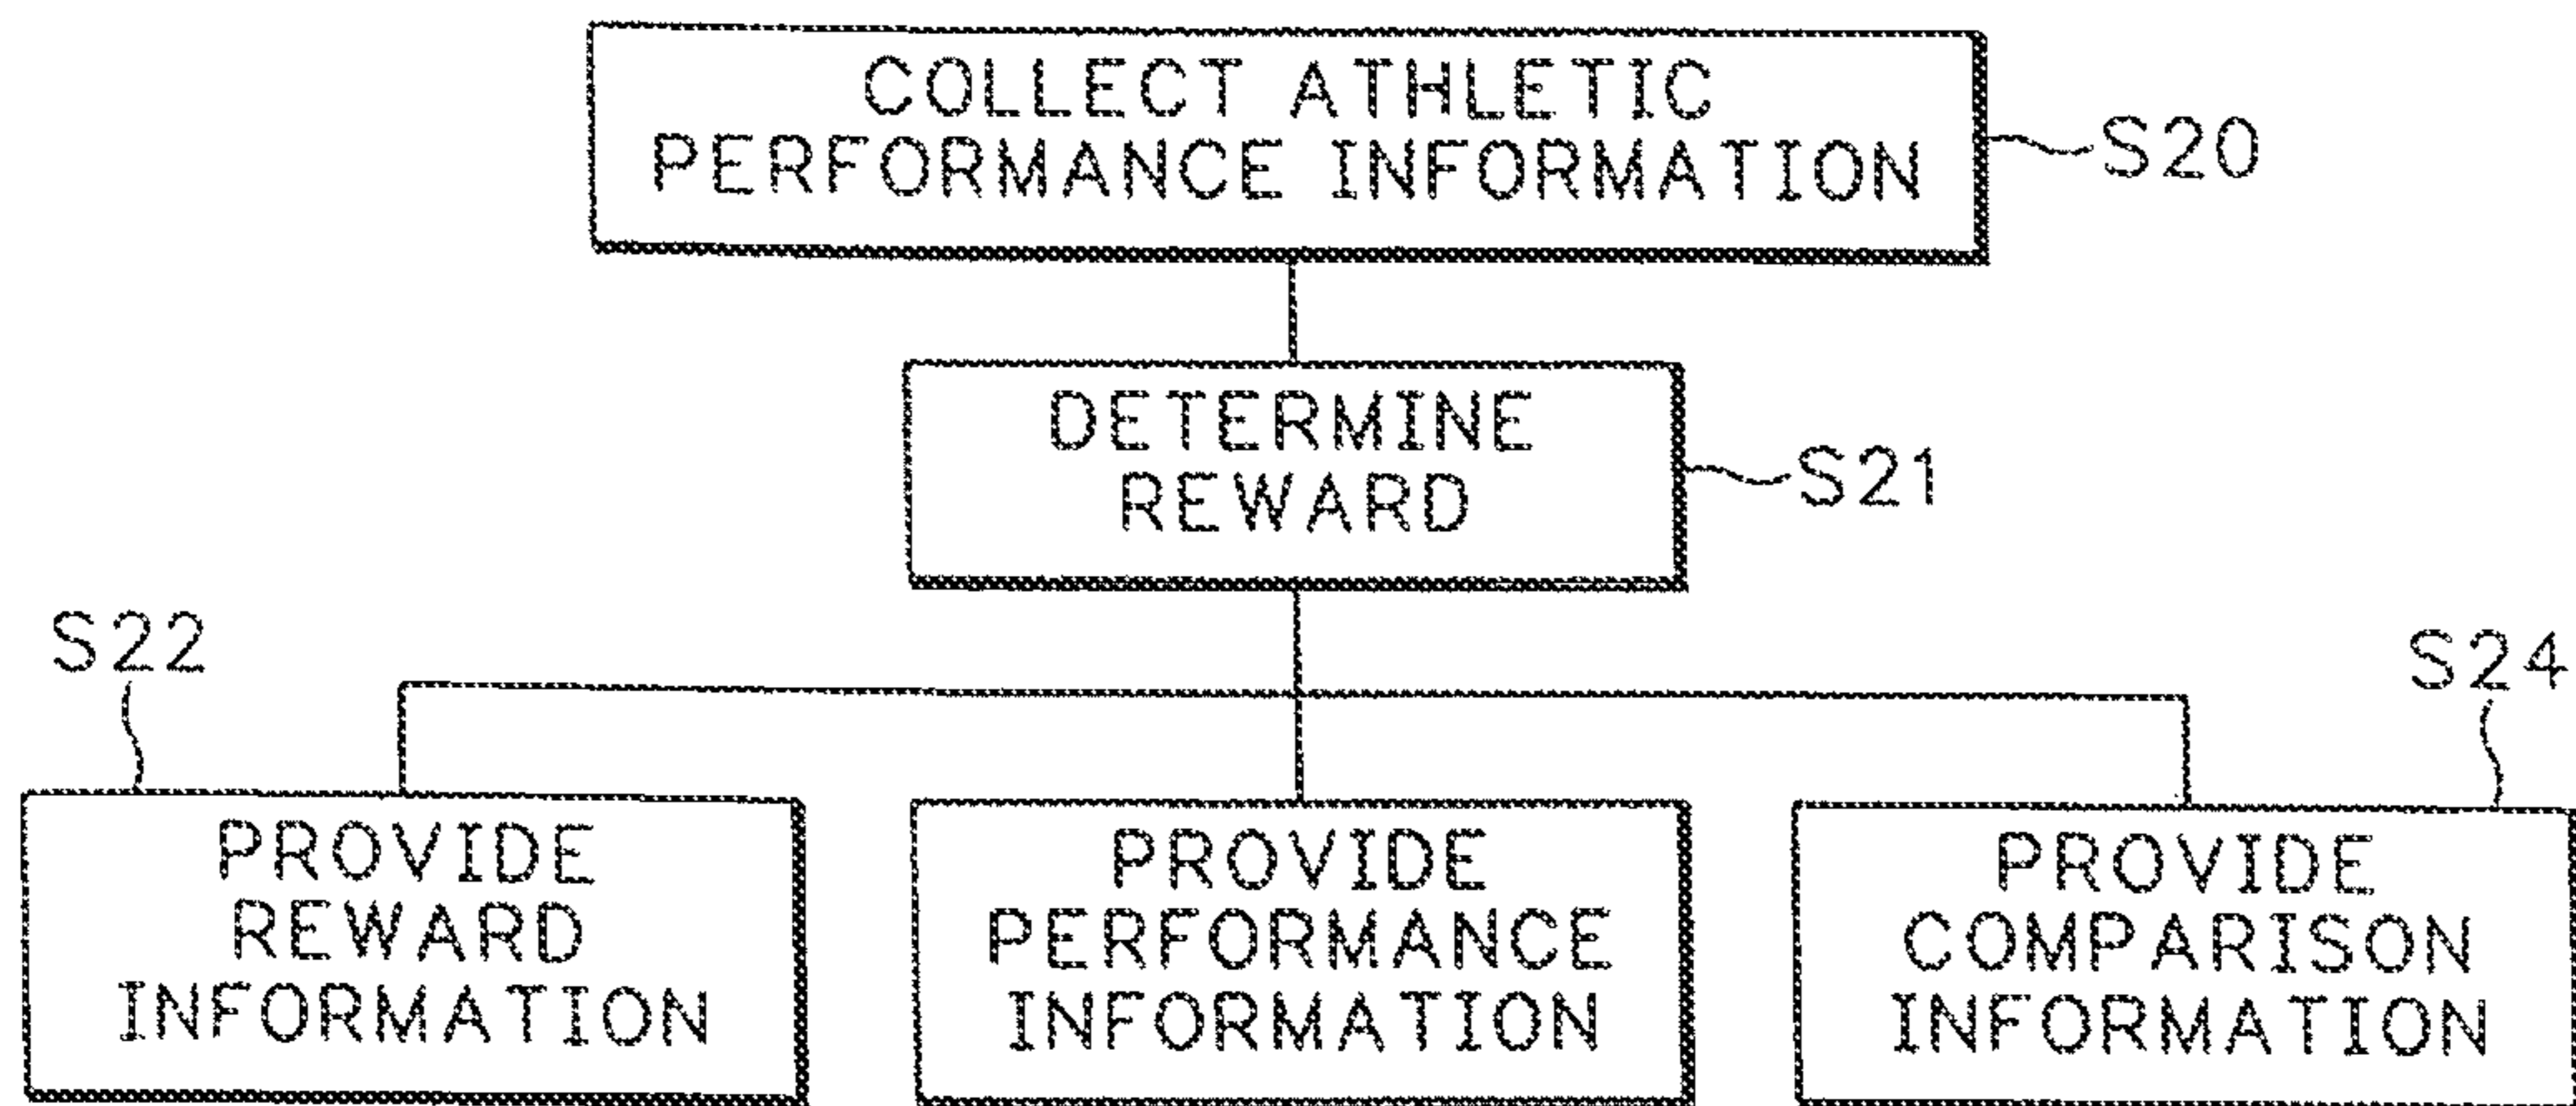 COLLECT ATHLETIC
PERFORMANCE INFORMATION
S20
DETERMINE
REWARD
S21
S22
S24
PROVIDE
REWARD
INFORMATION
PROVIDE
PERFORMANCE
INFORMATION
PROVIDE
COMPARISON
INFORMATION